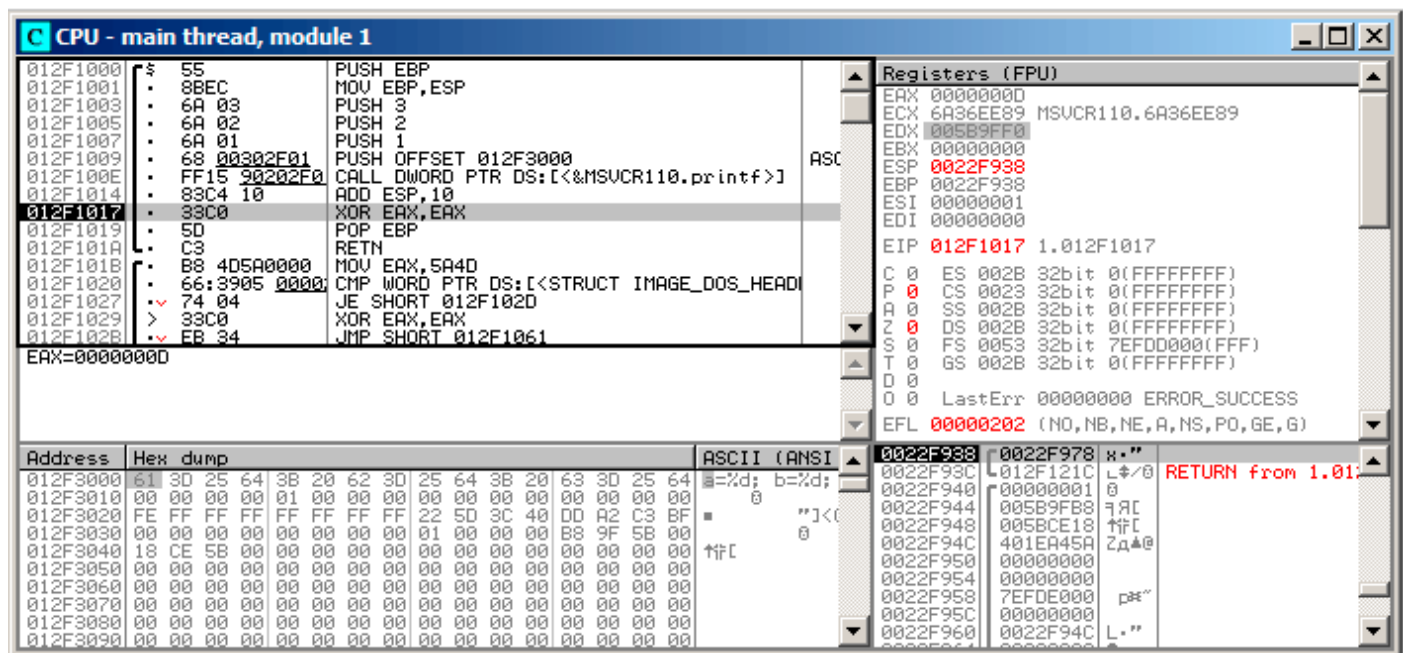 C CPU - main thread, module 1
012F1000 $ 55 PUSH EBP
012F1001 . 8BEC MOV EBP,ESP
012F1003 . 6A 03 PUSH 3
012F1005 . 6A 02 PUSH 2
012F1007 . 6A 01 PUSH 1
012F1009 . 68 00302F01 PUSH OFFSET 012F3000 ASC
012F100E . FF15 90202F0 CALL DWORD PTR DS:[<&MSVCR110.printf>]
012F1014 . 83C4 10 ADD ESP,10
012F1017 . 33C0 XOR EAX,EAX
012F1019 . 5D POP EBP
012F101A . C3 RETN
012F101B . B8 4D5A0000 MOV EAX,5A4D
012F1020 . 66:3905 0000 CMP WORD PTR DS:[<STRUCT IMAGE_DOS_HEAD
012F1027 . 74 04 JE SHORT 012F102D
012F1029 > 33C0 XOR EAX,EAX
012F102B . EB 34 JMP SHORT 012F1061
EAX=0000000D
Registers (FPU)
EAX 0000000D
ECX 6A36EE89 MSVCR110.6A36EE89
EDX 005B9FF0
EBX 00000000
ESP 0022F938
EBP 0022F938
ESI 00000001
EDI 00000000
EIP 012F1017 1.012F1017
C 0 ES 002B 32bit 0(FFFFFFFF)
P 0 CS 0023 32bit 0(FFFFFFFF)
A 0 SS 002B 32bit 0(FFFFFFFF)
Z 0 DS 002B 32bit 0(FFFFFFFF)
S 0 FS 0053 32bit 7EFDD000(FFF)
T 0 GS 002B 32bit 0(FFFFFFFF)
D 0
O 0 LastErr 00000000 ERROR_SUCCESS
EFL 00000202 (NO,NB,NE,A,NS,PO,GE,G)
Address Hex dump ASCII (ANSI
012F3000 61 3D 25 64 3B 20 62 3D 25 64 3B 20 63 3D 25 64 a=%d; b=%d;
012F3010 00 00 00 00 01 00 00 00 00 00 00 00 00 00 00 00
012F3020 FE FF FF FF FF FF FF FF 22 5D 3C 40 DD A2 C3 BF "]<
012F3030 00 00 00 00 00 00 00 00 01 00 00 00 B8 9F 5B 00
012F3040 18 CE 5B 00 00 00 00 00 00 00 00 00 00 00 00 00 ↑╬[
012F3050 00 00 00 00 00 00 00 00 00 00 00 00 00 00 00 00
012F3060 00 00 00 00 00 00 00 00 00 00 00 00 00 00 00 00
012F3070 00 00 00 00 00 00 00 00 00 00 00 00 00 00 00 00
012F3080 00 00 00 00 00 00 00 00 00 00 00 00 00 00 00 00
012F3090 00 00 00 00 00 00 00 00 00 00 00 00 00 00 00 00
0022F938 0022F978 x·"
0022F93C 012F121C RETURN from 1.01
0022F940 00000001
0022F944 005B9FB8 ╕Я[
0022F948 005BCE18 ↑╬[
0022F94C 401EA45A Zд▲@
0022F950 00000000
0022F954 00000000
0022F958 7EFDE000
0022F95C 00000000
0022F960 0022F94C L·"